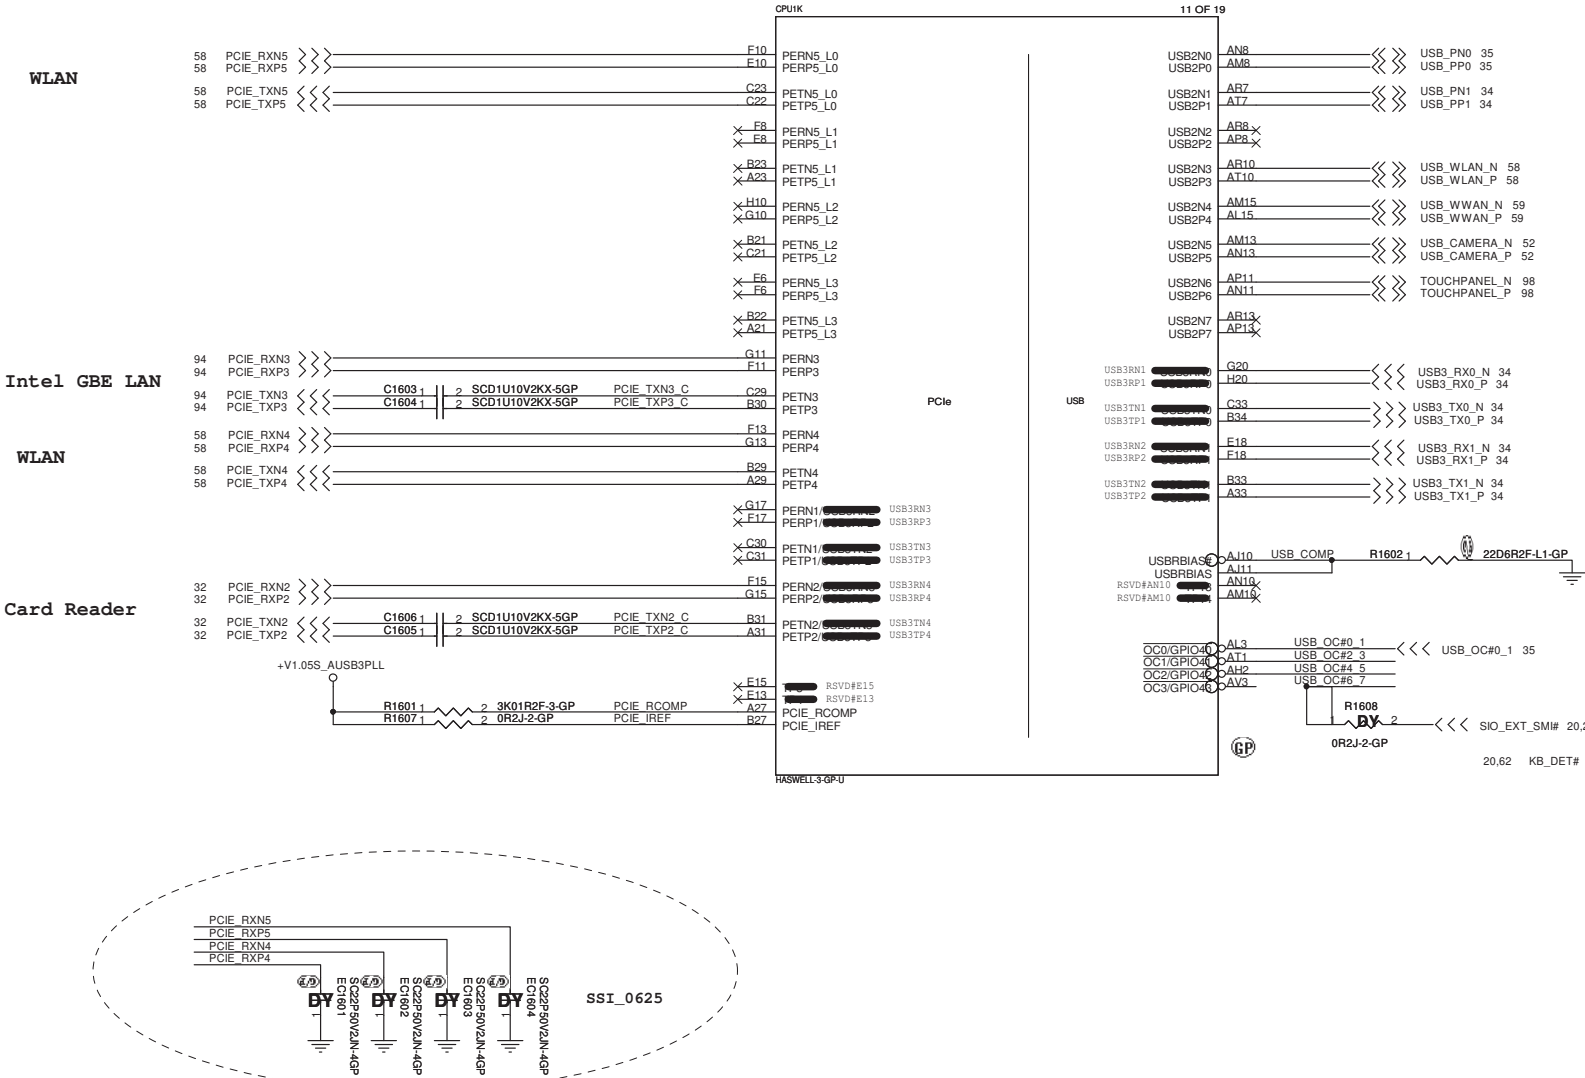 CPU1K 11 OF 19
WLAN
58 PCIE_RXN5 F10 PERN5_L0
58 PCIE_RXP5 E10 PERP5_L0
58 PCIE_TXN5 C23 PETN5_L0
58 PCIE_TXP5 C22 PETP5_L0
F8 PERN5_L1
E8 PERP5_L1
B23 PETN5_L1
A23 PETP5_L1
H10 PERN5_L2
G10 PERP5_L2
B21 PETN5_L2
C21 PETP5_L2
E6 PERN5_L3
F6 PERP5_L3
B22 PETN5_L3
A21 PETP5_L3
Intel GBE LAN
94 PCIE_RXN3 G11 PERN3
94 PCIE_RXP3 F11 PERP3
94 PCIE_TXN3 C1603 1 2 SCD1U10V2KX-5GP PCIE_TXN3_C C29 PETN3
94 PCIE_TXP3 C1604 1 2 SCD1U10V2KX-5GP PCIE_TXP3_C B30 PETP3
WLAN
58 PCIE_RXN4 F13 PERN4
58 PCIE_RXP4 G13 PERP4
58 PCIE_TXN4 B29 PETN4
58 PCIE_TXP4 A29 PETP4
G17 PERN1/ USB3RN3
F17 PERP1/ USB3RP3
C30 PETN1/ USB3TN3
C31 PETP1/ USB3TP3
Card Reader
32 PCIE_RXN2 F15 PERN2/ USB3RN4
32 PCIE_RXP2 G15 PERP2/ USB3RP4
32 PCIE_TXN2 C1606 1 2 SCD1U10V2KX-5GP PCIE_TXN2_C B31 PETN2/ USB3TN4
32 PCIE_TXP2 C1605 1 2 SCD1U10V2KX-5GP PCIE_TXP2_C A31 PETP2/ USB3TP4
+V1.05S_AUSB3PLL
E15 RSVD#E15
E13 RSVD#E13
R1601 1 2 3K01R2F-3-GP PCIE_RCOMP A27 PCIE_RCOMP
R1607 1 2 0R2J-2-GP PCIE_IREF B27 PCIE_IREF
PCIe USB
USB2N0 AN8 USB_PN0 35
USB2P0 AM8 USB_PP0 35
USB2N1 AR7 USB_PN1 34
USB2P1 AT7 USB_PP1 34
USB2N2 AR8
USB2P2 AP8
USB2N3 AR10 USB_WLAN_N 58
USB2P3 AT10 USB_WLAN_P 58
USB2N4 AM15 USB_WWAN_N 59
USB2P4 AL15 USB_WWAN_P 59
USB2N5 AM13 USB_CAMERA_N 52
USB2P5 AN13 USB_CAMERA_P 52
USB2N6 AP11 TOUCHPANEL_N 98
USB2P6 AN11 TOUCHPANEL_P 98
USB2N7 AR13
USB2P7 AP13
USB3RN1 G20 USB3_RX0_N 34
USB3RP1 H20 USB3_RX0_P 34
USB3TN1 C33 USB3_TX0_N 34
USB3TP1 B34 USB3_TX0_P 34
USB3RN2 E18 USB3_RX1_N 34
USB3RP2 F18 USB3_RX1_P 34
USB3TN2 B33 USB3_TX1_N 34
USB3TP2 A33 USB3_TX1_P 34
USBRBIAS# AJ10 USB_COMP R1602 1 22D6R2F-L1-GP
USBRBIAS AJ11
RSVD#AN10 AN10
RSVD#AM10 AM10
OC0/GPIO40 AL3 USB_OC#0_1 USB_OC#0_1 35
OC1/GPIO41 AT1 USB_OC#2_3
OC2/GPIO42 AH2 USB_OC#4_5
OC3/GPIO43 AV3 USB_OC#6_7
R1608
1 DY 2 SIO_EXT_SMI# 20,2
0R2J-2-GP
GP
20,62 KB_DET#
HASWELL-3-GP-U
PCIE_RXN5
PCIE_RXP5
PCIE_RXN4
PCIE_RXP4
DY 1 EC1601 SC22P50V2JN-4GP
DY 1 EC1602 SC22P50V2JN-4GP
DY 1 EC1603 SC22P50V2JN-4GP
DY 1 EC1604 SC22P50V2JN-4GP
SSI_0625